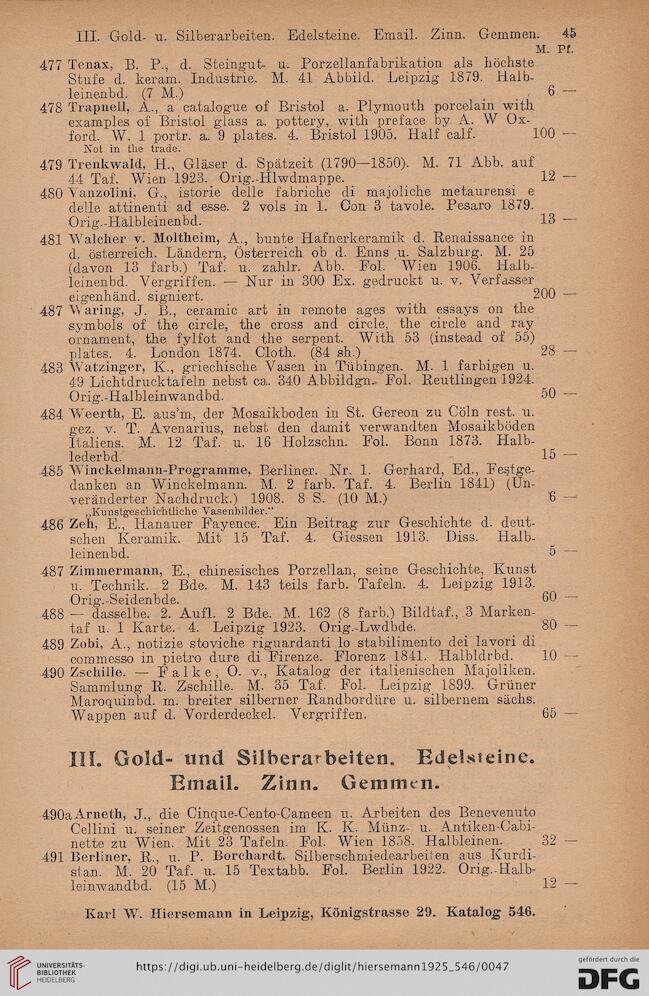 III. Gold- u. Silberarbeiten. Edelsteine. Email. Zinn. Gemmen. 45
M. Pf.
477 Tenax, B. P., d. Steingut- u. Porzellanfabrikation als höchste
Stufe d. keram. Industrie. M. 41 Abbild. Leipzig 1879. Halb-
leinenbd. (7 M.) 6 —
478 Trapnell, A., a catalogue of Bristol a. Plymouth porcelain with
examples of Bristol glass a. pottery, with preface by A. W Ox-
ford. W. 1 portr. a. 9 plates. 4. Bristol 1905. Half calf. 100 —
Not in the trade.
479 Trenkwald, H., Gläser d. Spätzeit (1790—1850). M. 71 Abb. auf
44 Taf. Wien 1923. Orig.-Hlwdmappe. 12 —
480 Vanzolini, G., istorie delle fabriche di majoliche metaurensi e
delle attinenti ad esse. 2 vols in 1. Con 3 tavole. Pesaro 1879.
Orig.-Halbleinenbd. 13 —
481 Walcher v. Moltheim, A., bunte Hafnerkeramik d. Renaissance in
d. österreich. Ländern, Österreich ob d. Enns u. Salzburg. M. 25
(davon 13 farb.) Taf. u. zahlr. Abb. Fol. Wien 1906. Halb-
leinenbd. Vergriffen. — Nur in 300 Ex. gedruckt u. v. Verfasser
eigenhänd. signiert. 200 —
487 Waring, J. B., ceramic art in remote ages with essays on the
symbols of the circle, the cross and circle, the circle and ray
ornament, the fylfot and the serpent. With 53 (instead of 55)
plates. 4. London 1874. Cloth. (84 sh.) 28 —
483 Watzinger, K., griechische Vasen in Tübingen. M. 1 farbigen u.
49 Lichtdrucktafeln nebst ca. 340 Abbildgn. Fol. Reutlingen 1924.
Orig.-Halbleinwandbd. 50 —
484 Weerth, E. aus'm, der Mosaikboden in St. Gereon zu Cöln rest. u.
gez. v. T. Avenarius, nebst den damit verwandten Mosaikböden
Italiens. M. 12 Taf. u. 16 Holzschn. Fol. Bonn 1873. Halb-
lederbd. 15 —
485 Winckelmann-Programme, Berliner. Nr. 1. Gerhard, Ed., Festge-
danken an Winckelmann. M. 2 farb. Taf. 4. Berlin 1841) (Un-
veränderter Nachdruck.) 1908. 8 S. (10 M.) 6 —
„Kunstgeschichtliche Vasenbilder."
486 Zeh, E., Hanauer Fayence. Ein Beitrag zur Geschichte d. deut-
schen Keramik. Mit 15 Taf. 4. Giessen 1913. Diss. Halb-
leinenbd. 5 —
487 Zimmermann, E., chinesisches Porzellan, seine Geschichte, Kunst
u. Technik. 2 Bde. M. 143 teils farb. Tafeln. 4. Leipzig 1913.
Orig.-Seidenbde. 60 —
488 — dasselbe. 2. Aufl. 2 Bde. M. 162 (8 farb.) Bildtaf., 3 Marken-
taf u. 1 Karte. 4. Leipzig 1923. Orig.-Lwdbde. 80 —
489 Zobi, A., notizie stoviche riguardanti lo stabilimento dei lavori di
commesso in pietro dure di Firenze. Florenz 1841. Halbldrbd. 10 —
490 Zschille. — Falke, O. v., Katalog der italienischen Majoliken.
Sammlung R. Zschille. M. 35 Taf. Fol. Leipzig 1899. Grüner
Maroquinbd. m. breiter silberner Randbordüre u. silbernem sächs.
Wappen auf d. Vorderdeckel. Vergriffen. 65 —
III. Gold- und Silberarbeiten. Edelsteine.
Email. Zinn. Gemmen.
490a Arneth, J., die Cinque-Cento-Cameen u. Arbeiten des Benevenuto
Cellini u. seiner Zeitgenossen im K. K. Münz- u. Antiken-Cabi-
nette zu Wien. Mit 23 Tafeln. Fol. Wien 1858. Halbleinen. 32 —
491 Berliner, R., u. P. Borchardt, Silberschmiedearbeiten aus Kurdi-
stan. M. 20 Taf. u. 15 Textabb. Fol. Berlin 1922. Orig.-Halb-
leinwandbd. (15 M.) 12 —
Karl W. Hiersemann in Leipzig, Königstrasse 29. Katalog 546.
UNIVERSITÄTS-
BIBLIOTHEK
HEIDELBERG
https://digi.ub.uni-heidelberg.de/diglit/hiersemann1925_546/0047
gefördert durch die
DFG